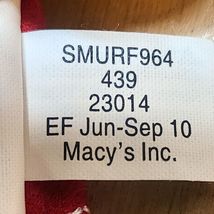 SMURF964
439
23014
EF Jun-Sep 10
Macy's Inc.